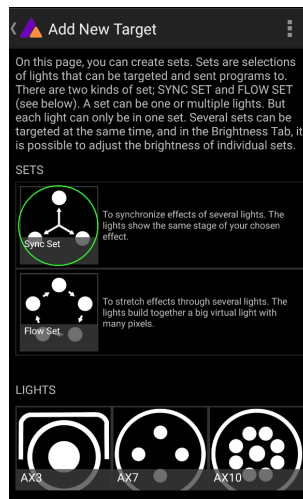 Add New Target
On this page, you can create sets. Sets are selections
of lights that can be targeted and sent programs to.
There are two kinds of set; SYNC SET and FLOW SET
(see below). A set can be one or multiple lights. But
each light can only be in one set. Several sets can be
targeted at the same time, and in the Brightness Tab, it
is possible to adjust the brightness of individual sets.
SETS
Sync Set
To synchronize effects of several lights. The
lights show the same stage of your chosen
effect.
Flow Set
To stretch effects through several lights. The
lights build together a big virtual light with
many pixels.
LIGHTS
AX3
AX7
AX10